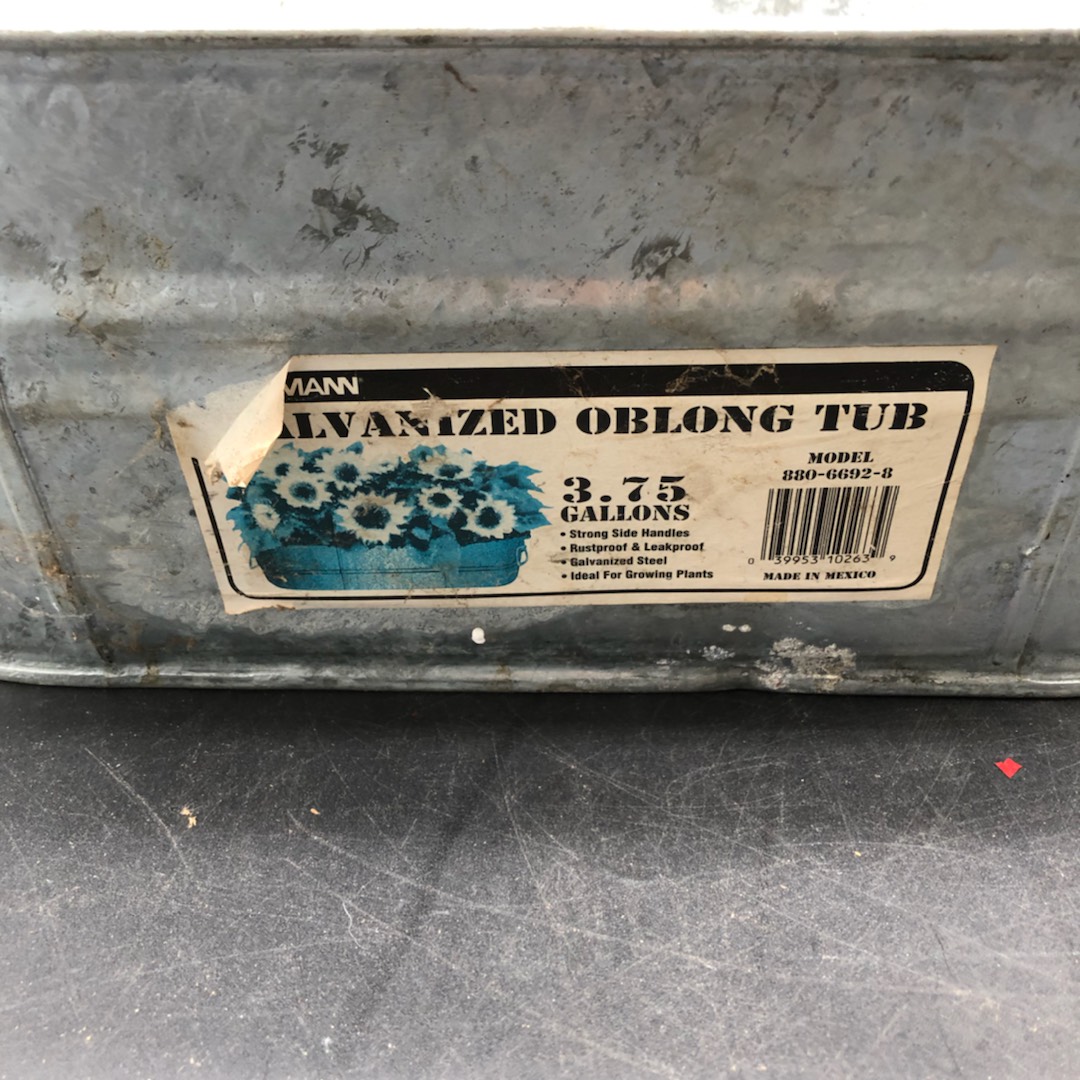 MANN
ALVANIZED OBLONG TUB
3.75
GALLONS
• Strong Side Handles
• Rustproof & Leakproof
• Galvanized Steel
• Ideal For Growing Plants
MODEL
880-6692-8
0 39953 10263 9
MADE IN MEXICO